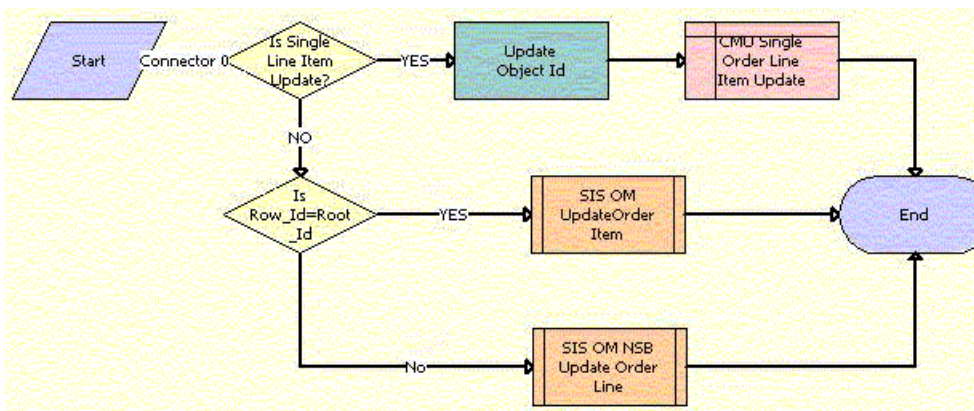 Start
Connector 0
Is Single
Line Item
Update?
YES
Update
Object Id
CMU Single
Order Line
Item Update
NO
Is
Row_Id=Root
_Id
YES
SIS OM
UpdateOrder
Item
End
No
SIS OM NSB
Update Order
Line